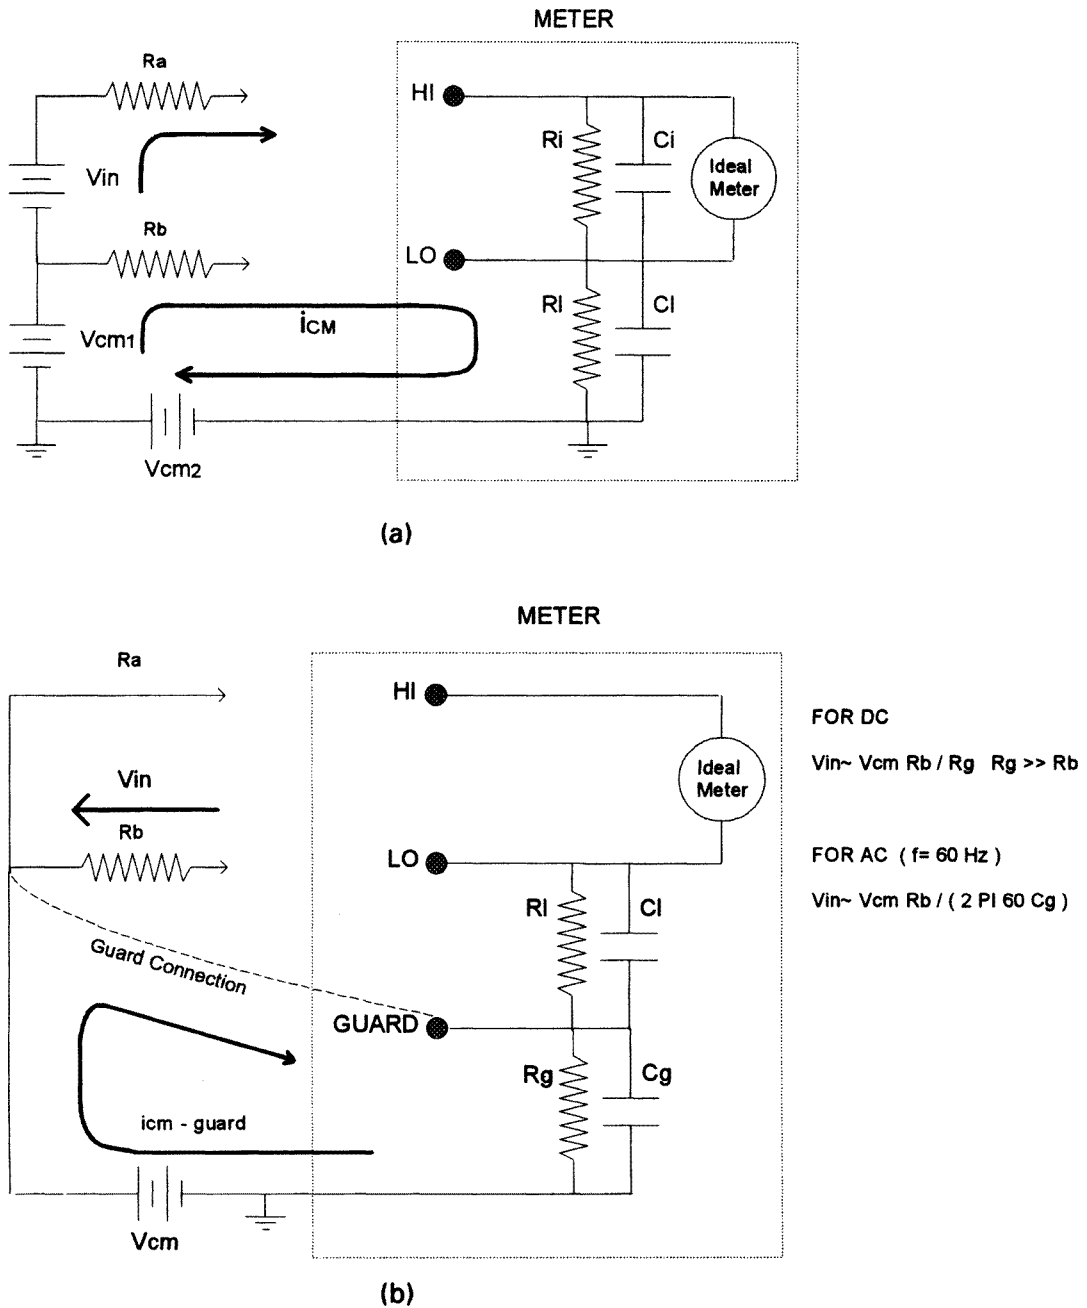 METER
Ra
HI
Ri
Ci
Ideal
Meter
Vin
Rb
LO
Rl
Cl
Vcm1
iCM
Vcm2
(a)
METER
Ra
HI
FOR DC
Vin~ Vcm Rb / Rg Rg >> Rb
Ideal
Meter
Vin
Rb
LO
FOR AC ( f= 60 Hz )
Vin~ Vcm Rb / ( 2 PI 60 Cg )
Rl
Cl
Guard Connection
GUARD
Rg
Cg
icm - guard
Vcm
(b)